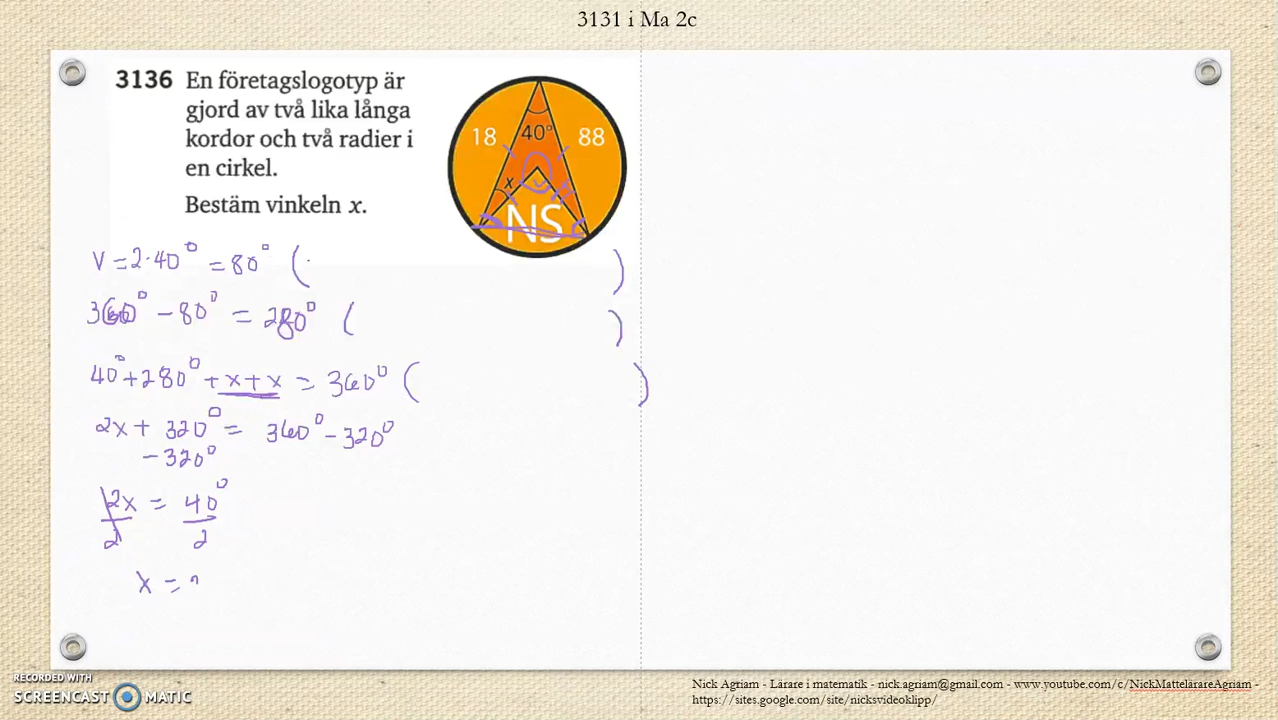 3131 i Ma 2c
3136 En företagslogotyp är
gjord av två lika långa
kordor och två radier i
en cirkel.
Bestäm vinkeln x.
18 40° 88
x
v
NS
V = 2·40° = 80° ( )
360° - 80° = 280° ( )
40° + 280° + x + x = 360° ( )
2x + 320° = 360° - 320°
-320°
2x = 40°
2 2
x =
RECORDED WITH
SCREENCAST MATIC
Nick Agriam - Lärare i matematik - nick.agriam@gmail.com - www.youtube.com/c/NickMattelärareAgriam -
https://sites.google.com/site/nicksvideoklipp/